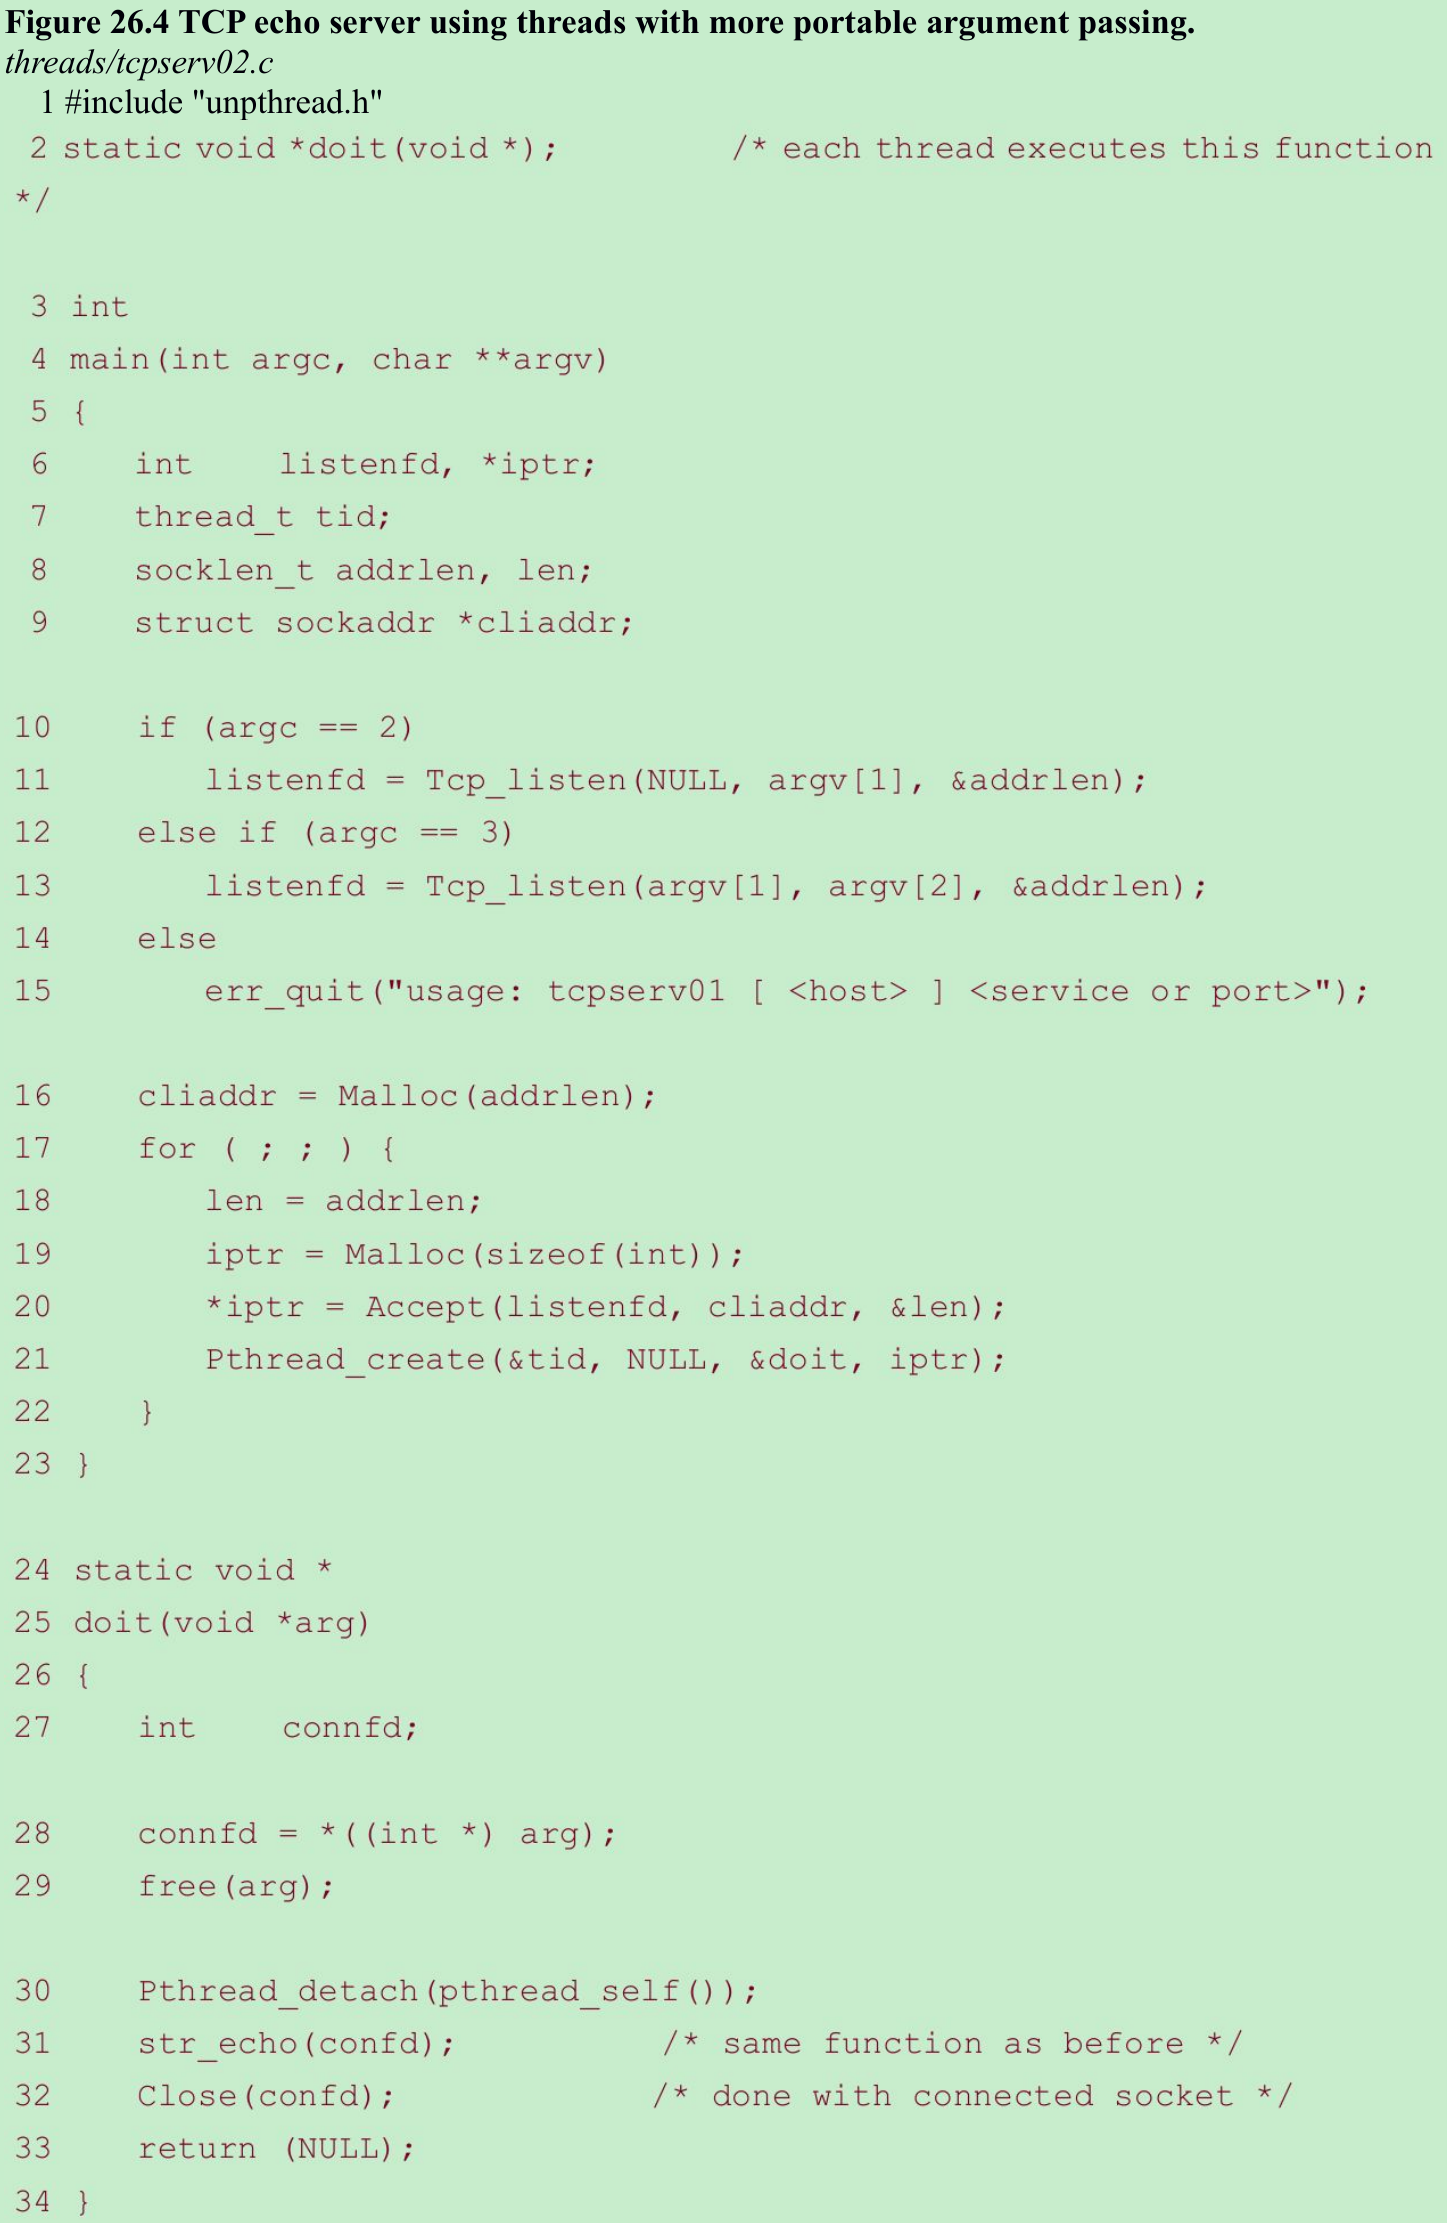 Figure 26.4 TCP echo server using threads with more portable argument passing.
threads/tcpserv02.c
1 #include "unpthread.h"
2 static void *doit(void *); /* each thread executes this function
*/
3 int
4 main(int argc, char **argv)
5 {
6 int listenfd, *iptr;
7 thread_t tid;
8 socklen_t addrlen, len;
9 struct sockaddr *cliaddr;
10 if (argc == 2)
11 listenfd = Tcp_listen(NULL, argv[1], &addrlen);
12 else if (argc == 3)
13 listenfd = Tcp_listen(argv[1], argv[2], &addrlen);
14 else
15 err_quit("usage: tcpserv01 [ <host> ] <service or port>");
16 cliaddr = Malloc(addrlen);
17 for ( ; ; ) {
18 len = addrlen;
19 iptr = Malloc(sizeof(int));
20 *iptr = Accept(listenfd, cliaddr, &len);
21 Pthread_create(&tid, NULL, &doit, iptr);
22 }
23 }
24 static void *
25 doit(void *arg)
26 {
27 int connfd;
28 connfd = *((int *) arg);
29 free(arg);
30 Pthread_detach(pthread_self());
31 str_echo(confd); /* same function as before */
32 Close(confd); /* done with connected socket */
33 return (NULL);
34 }